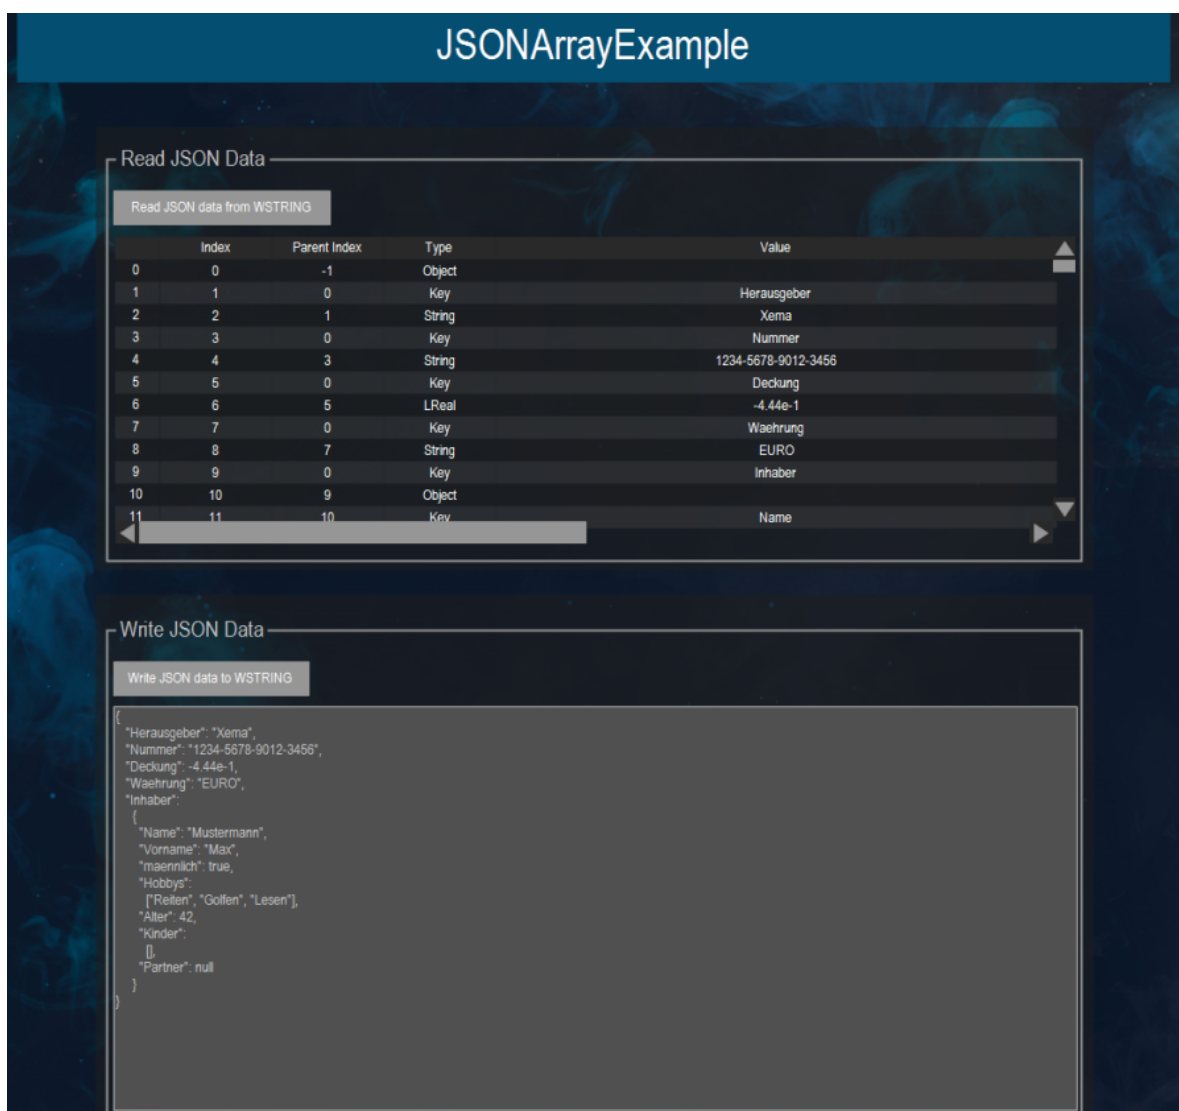 JSONArrayExample
Read JSON Data
Read JSON data from WSTRING
Index Parent Index Type Value
0 0 -1 Object
1 1 0 Key Herausgeber
2 2 1 String Xema
3 3 0 Key Nummer
4 4 3 String 1234-5678-9012-3456
5 5 0 Key Deckung
6 6 5 LReal -4.44e-1
7 7 0 Key Waehrung
8 8 7 String EURO
9 9 0 Key Inhaber
10 10 9 Object
11 11 10 Key Name
Write JSON Data
Write JSON data to WSTRING
{
"Herausgeber": "Xema",
"Nummer": "1234-5678-9012-3456",
"Deckung": -4.44e-1,
"Waehrung": "EURO",
"Inhaber":
{
"Name": "Mustermann",
"Vorname": "Max",
"maennlich": true,
"Hobbys":
["Reiten", "Golfen", "Lesen"],
"Alter": 42,
"Kinder":
[],
"Partner": null
}
}